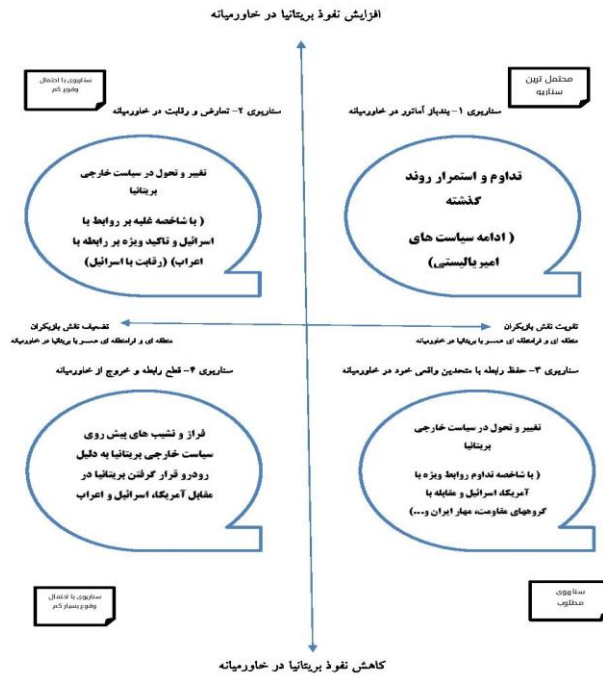 افزایش نفوذ بریتانیا در خاورمیانه
محتمل ترین
سناریو
سناریوی با احتمال
وقوع کم
سناریوی ۱- بندباز آماتور در خاورمیانه
سناریوی ۲- تعارض و رقابت در خاورمیانه
تداوم و استمرار روند
گذشته
( ادامه سیاست های
امپریالیستی)
تغییر و تحول در سیاست خارجی
بریتانیا
( با شاخصه غلبه بر روابط با
اسرائیل و تاکید ویژه بر رابطه با
اعراب) (رقابت با اسرائیل)
تقویت نقش بازیگران
منطقه ای و فرامنطقه ای همسر با بریتانیا در خاورمیانه
تضعیف نقش بازیگران
منطقه ای و فرامنطقه ای همسر با بریتانیا در خاورمیانه
سناریوی ۳- حفظ رابطه با متحدین واقعی خود در خاورمیانه
سناریوی ۴- قطع رابطه و خروج از خاورمیانه
تغییر و تحول در سیاست خارجی
بریتانیا
( با شاخصه تداوم روابط ویژه با
آمریکا، اسرائیل و مقابله با
گروههای مقاومت، مهار ایران و...)
فراز و نشیب های پیش روی
سیاست خارجی بریتانیا به دلیل
رودررو قرار گرفتن بریتانیا در
مقابل آمریکا، اسرائیل و اعراب
سناریوی
مطلوب
سناریوی با احتمال
وقوع بسیار کم
کاهش نفوذ بریتانیا در خاورمیانه